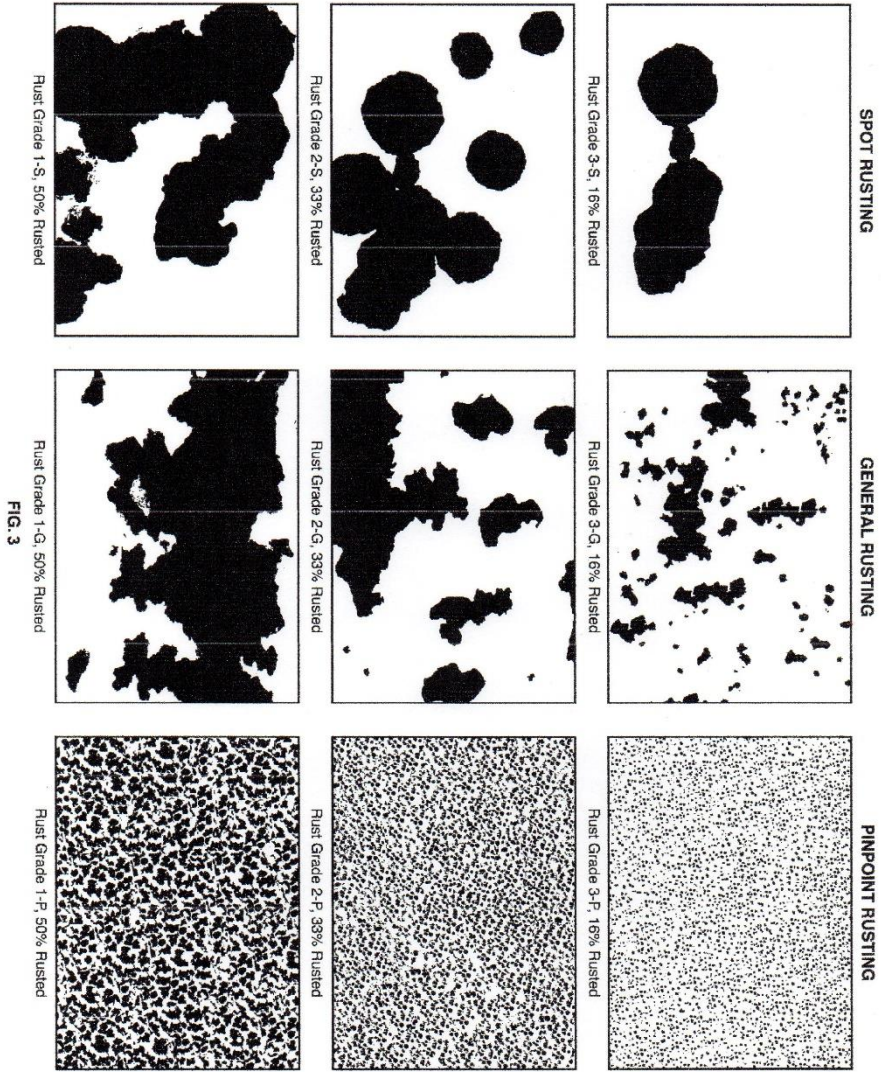 SPOT RUSTING
GENERAL RUSTING
PINPOINT RUSTING
Rust Grade 3-S, 16% Rusted
Rust Grade 3-G, 16% Rusted
Rust Grade 3-P, 16% Rusted
Rust Grade 2-S, 33% Rusted
Rust Grade 2-G, 33% Rusted
Rust Grade 2-P, 33% Rusted
Rust Grade 1-S, 50% Rusted
Rust Grade 1-G, 50% Rusted
Rust Grade 1-P, 50% Rusted
FIG. 3